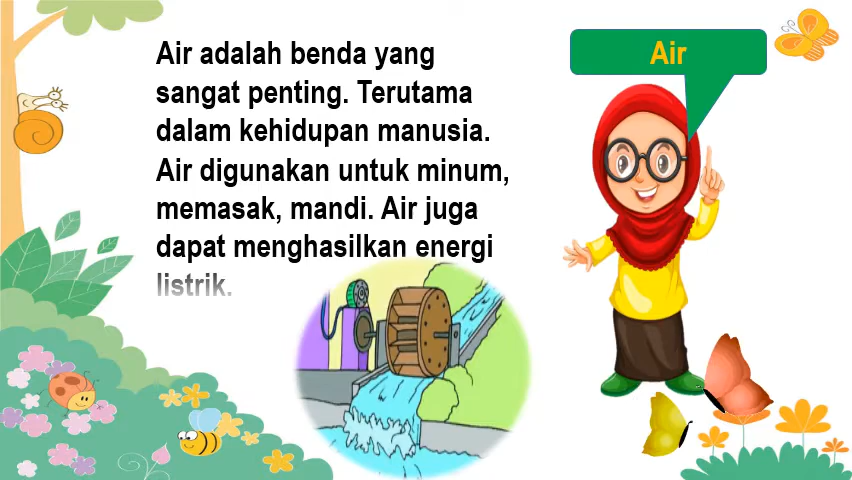 Air
Air adalah benda yang
sangat penting. Terutama
dalam kehidupan manusia.
Air digunakan untuk minum,
memasak, mandi. Air juga
dapat menghasilkan energi
listrik.